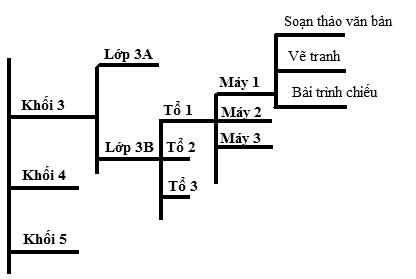 Soạn thảo văn bản
Lớp 3A
Vẽ tranh
Máy 1
Bài trình chiếu
Khối 3
Tổ 1
Máy 2
Máy 3
Lớp 3B
Tổ 2
Khối 4
Tổ 3
Khối 5